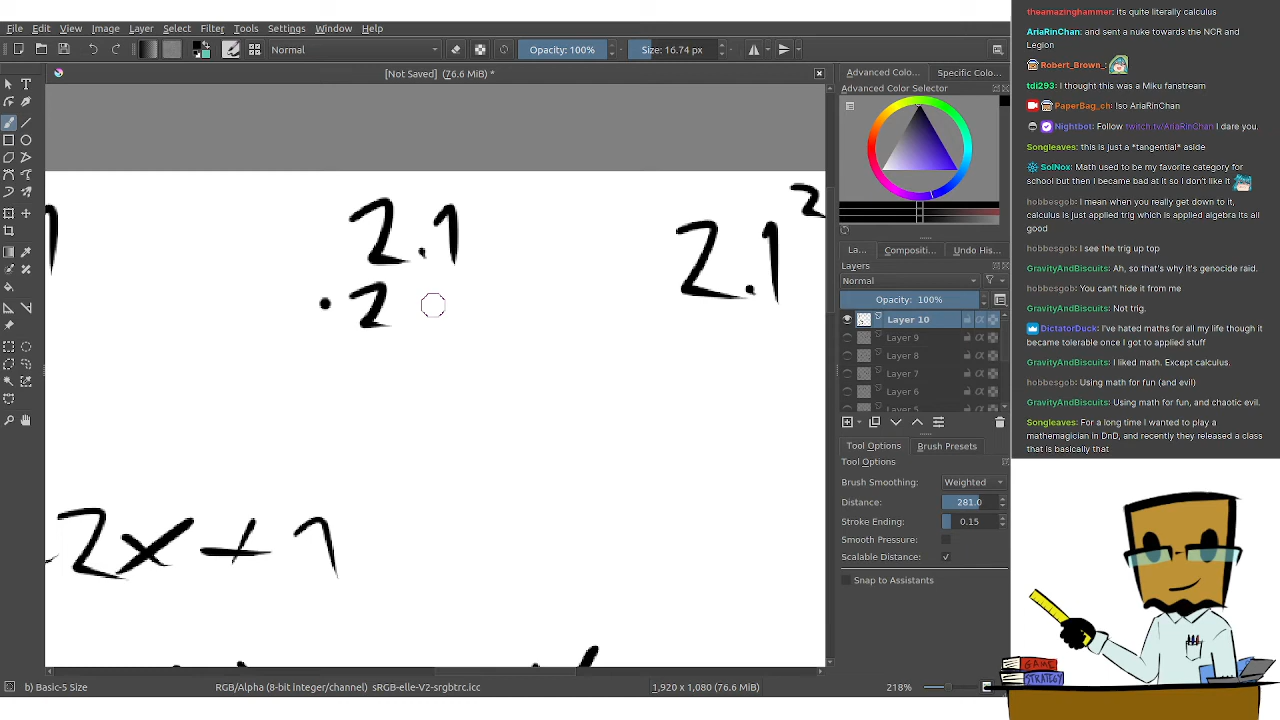 File Edit View Image Layer Select Filter Tools Settings Window Help
Normal
Opacity: 100%
Size: 16.74 px
[Not Saved] (76.6 MiB) *
1
2.1
·2
2.1²
2x+1
b) Basic-5 Size
RGB/Alpha (8-bit integer/channel) sRGB-elle-V2-srgbtrc.icc
1,920 x 1,080 (76.6 MiB)
218%
Advanced Colo...
Specific Colo...
Advanced Color Selector
La...
Compositi...
Undo His...
Layers
Normal
Opacity: 100%
Layer 10
Layer 9
Layer 8
Layer 7
Layer 6
Layer 5
Tool Options
Brush Presets
Tool Options
Brush Smoothing: Weighted
Distance: 281.0
Stroke Ending: 0.15
Smooth Pressure:
Scalable Distance: ✓
Snap to Assistants
theamazinghammer: Its quite literally calculus
AriaRinChan: and sent a nuke towards the NCR and
Legion
Robert_Brown_:
tdi293: I thought this was a Miku fanstream
PaperBag_ch: !so AriaRinChan
Nightbot: Follow twitch.tv/AriaRinChan I dare you.
Songleaves: this is just a *tangential* aside
SolNox: Math used to be my favorite category for
school but then I became bad at it so I don't like it
hobbesgob: I mean when you really get down to it,
calculus is just applied trig which is applied algebra its all
good
hobbesgob: I see the trig up top
GravityAndBiscuits: Ah, so that's why it's genocide raid.
hobbesgob: You can't hide it from me
GravityAndBiscuits: Not trig.
DictatorDuck: I've hated maths for all my life though it
became tolerable once I got to applied stuff
GravityAndBiscuits: I liked math. Except calculus.
hobbesgob: Using math for fun (and evil)
GravityAndBiscuits: Using math for fun, and chaotic evil.
Songleaves: For a long time I wanted to play a
mathemagician in DnD, and recently they released a class
that is basically that
GAME
STRATEGY